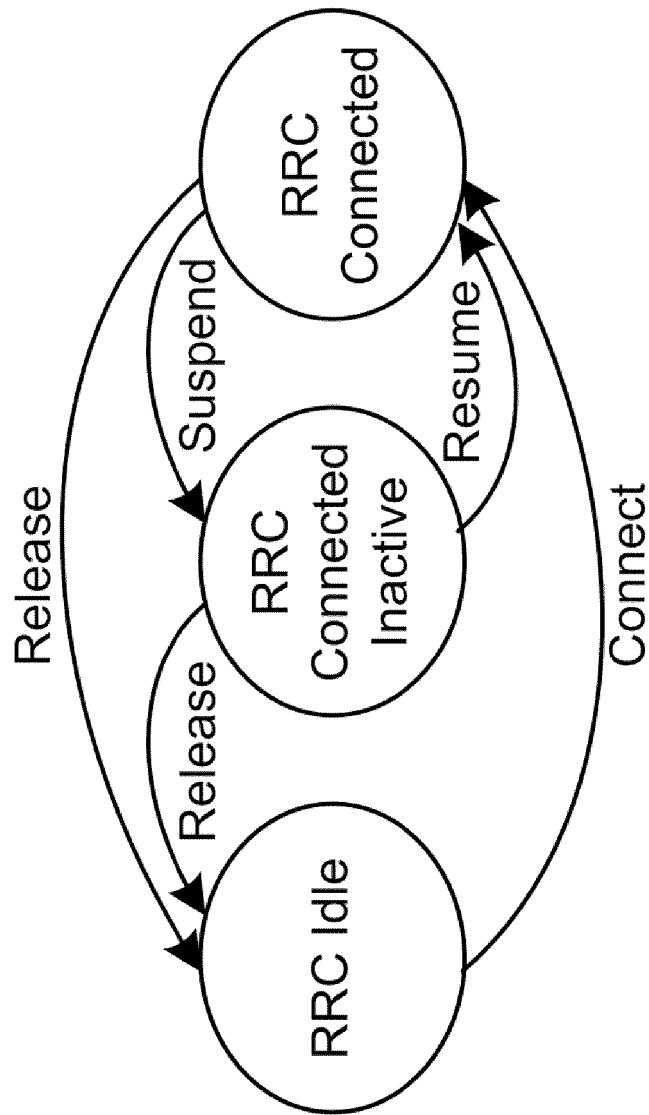 Release
Release
Suspend
RRC Idle
RRC
Connected
Inactive
RRC
Connected
Resume
Connect